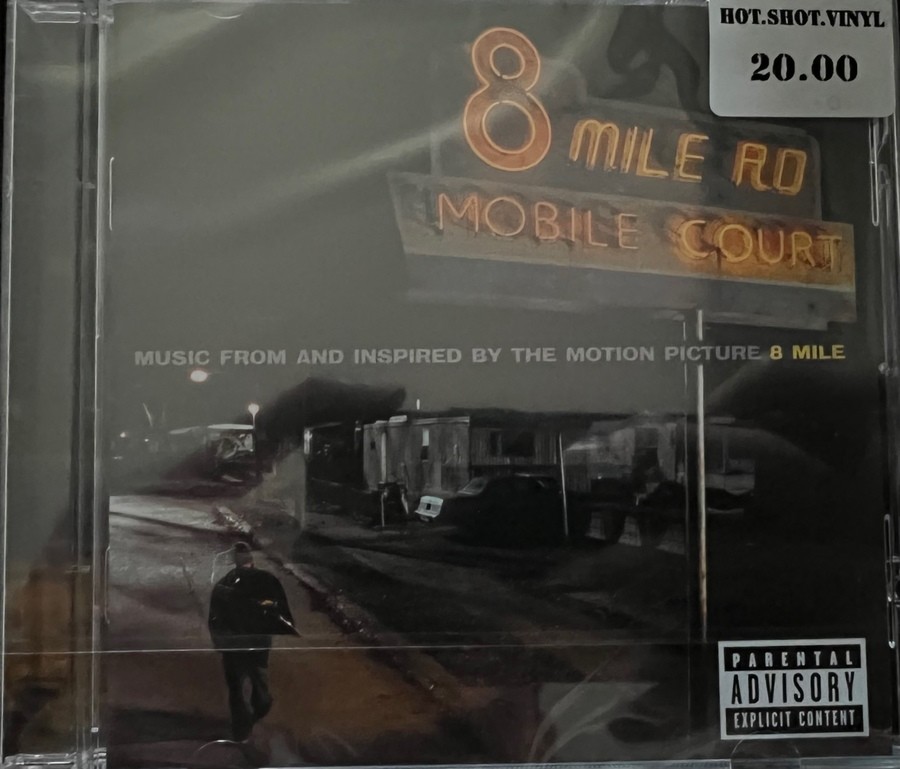 HOT.SHOT.VINYL
20.00
8 MILE RD
MOBILE COURT
MUSIC FROM AND INSPIRED BY THE MOTION PICTURE 8 MILE
PARENTAL
ADVISORY
EXPLICIT CONTENT